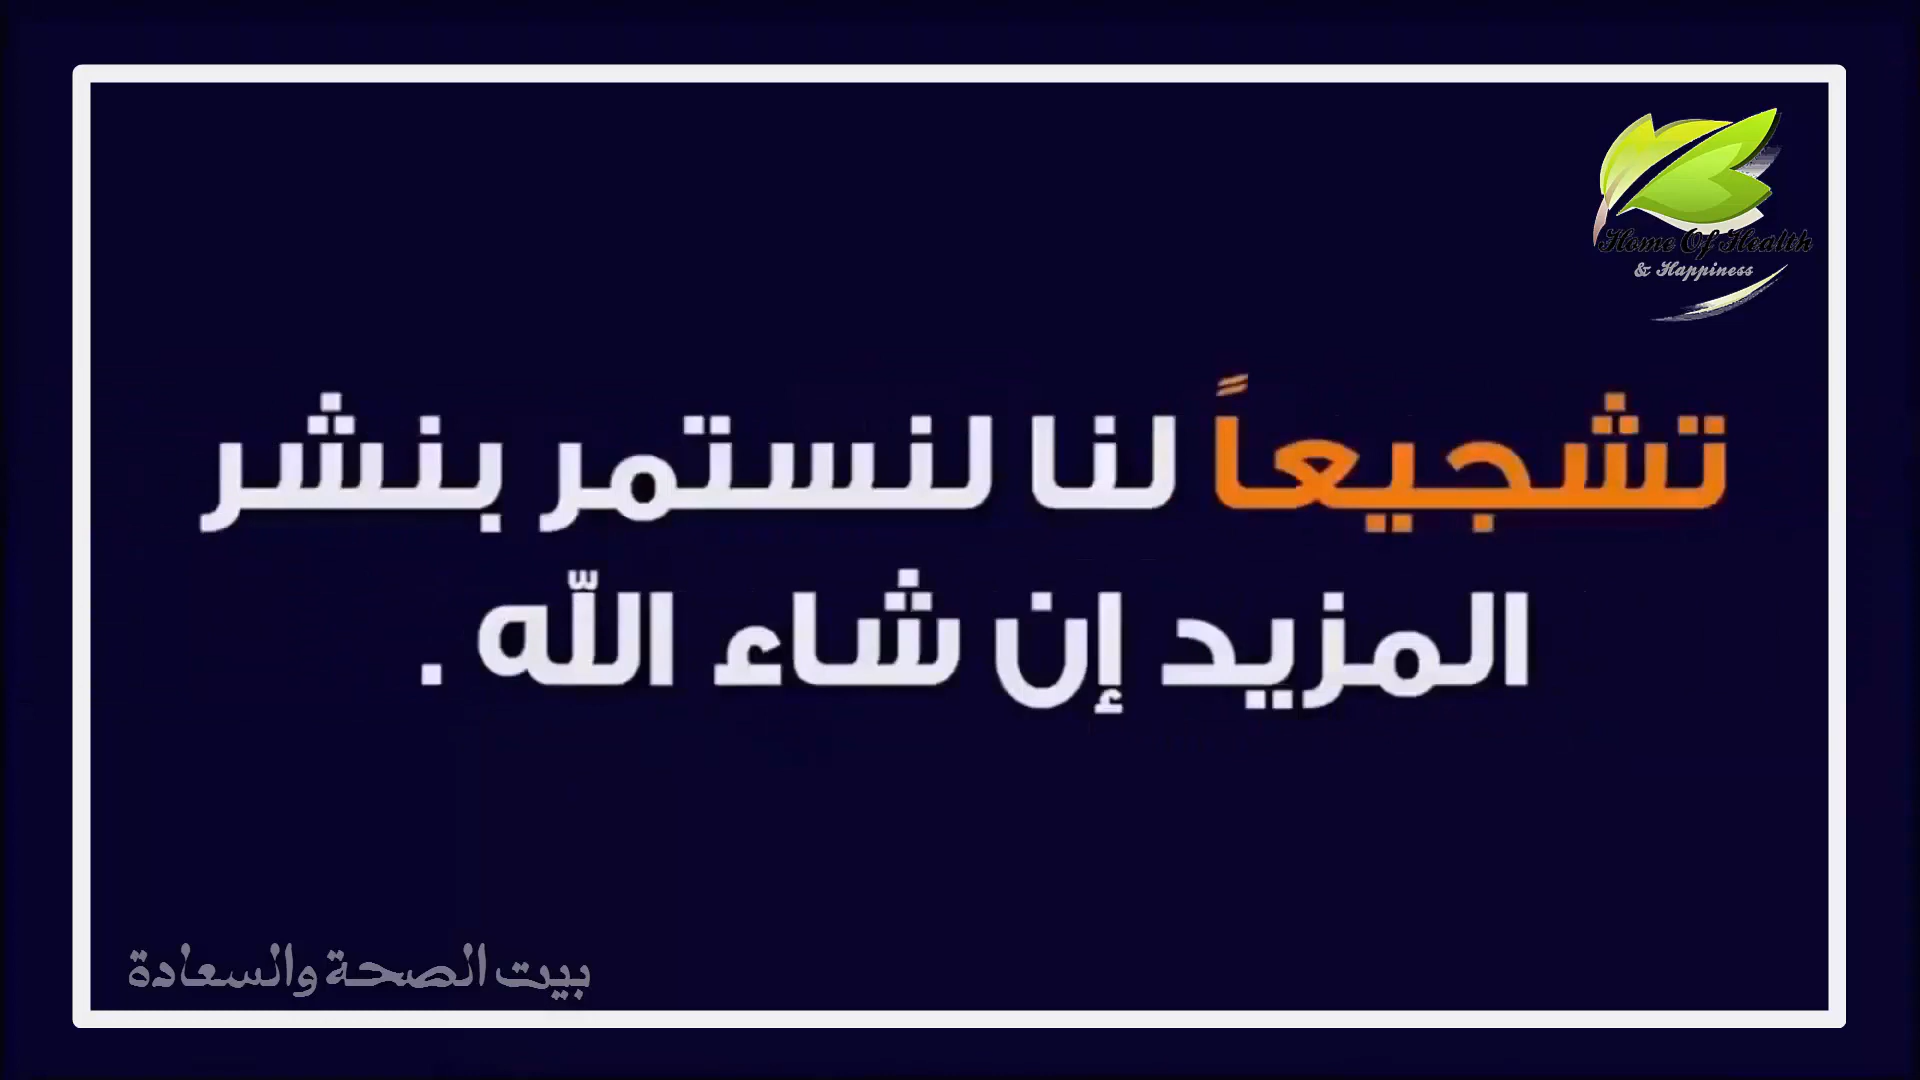 Home Of Health
& Happiness
تشجيعاً لنا لنستمر بنشر
المزيد إن شاء اللّه .
بيت الصحة والسعادة